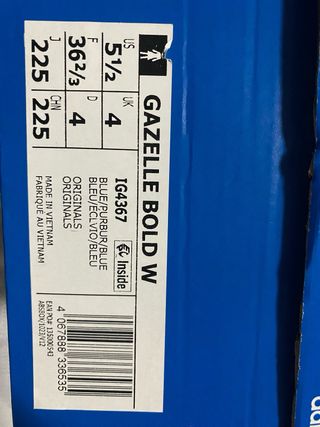 GAZELLE BOLD W
US
5½
UK
4
F
36⅔
D
4
J
225
CHN
225
IG4367
Inside
BLUE/PURBUR/BLUE
BLEU/ECLVIO/BLEU
ORIGINALS
ORIGINALS
MADE IN VIETNAM
FABRIQUÉ AU VIETNAM
4 067888 336535